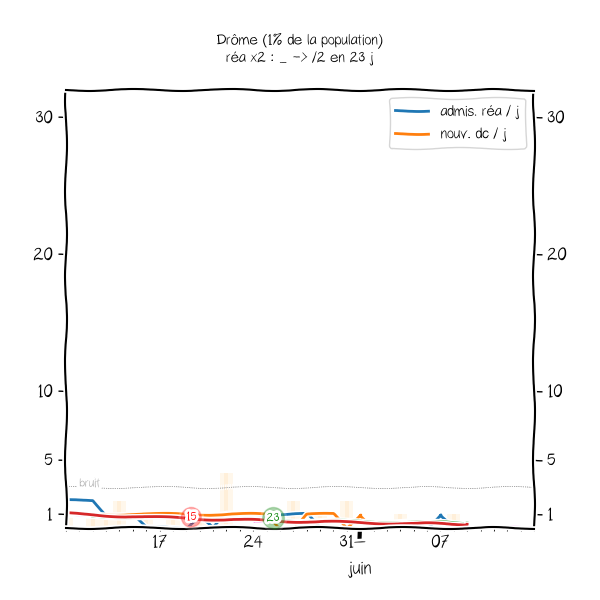 Drôme (1% de la population)
réa x2 : _ -> /2 en 23 j
admis. réa / j
nouv. dc / j
30
30
20
20
10
10
5
5
bruit
1
15
23
1
17
24
31
07
juin